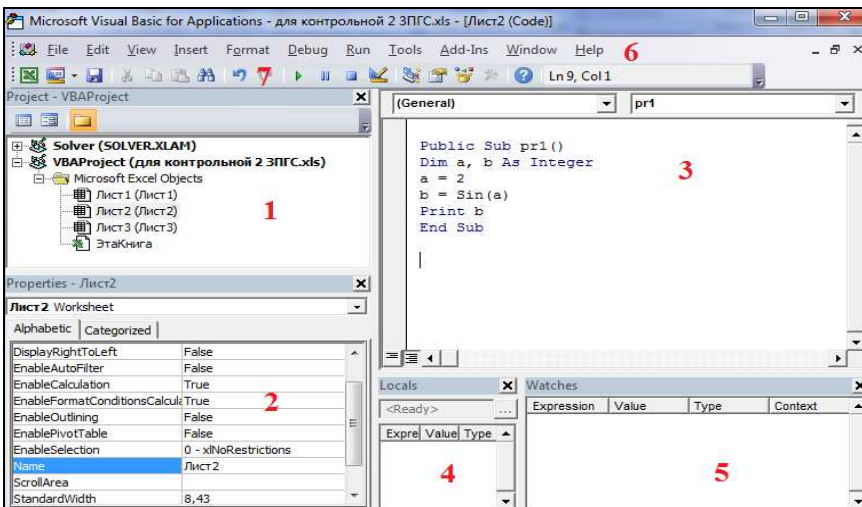 Microsoft Visual Basic for Applications - для контрольной 2 ЗПГС.xls - [Лист2 (Code)]
File Edit View Insert Format Debug Run Tools Add-Ins Window Help 6
7 Ln 9, Col 1
Project - VBAProject
Solver (SOLVER.XLAM)
VBAProject (для контрольной 2 ЗПГС.xls)
Microsoft Excel Objects
Лист1 (Лист1)
Лист2 (Лист2)
Лист3 (Лист3)
ЭтаКнига
1
Properties - Лист2
Лист2 Worksheet
Alphabetic Categorized
DisplayRightToLeft False
EnableAutoFilter False
EnableCalculation True
EnableFormatConditionsCalcula True
EnableOutlining False
EnablePivotTable False
EnableSelection 0 - xlNoRestrictions
Name Лист2
ScrollArea
StandardWidth 8,43
2
(General) pr1
Public Sub pr1()
Dim a, b As Integer
a = 2
b = Sin(a)
Print b
End Sub
3
Locals
<Ready> ...
Expre Value Type
4
Watches
Expression Value Type Context
5